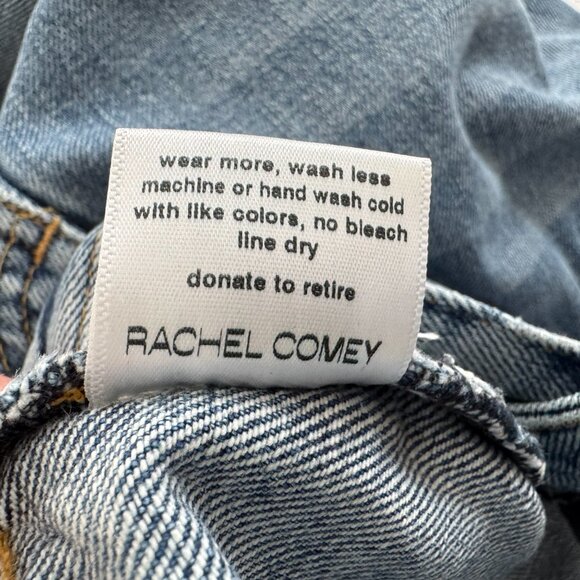 wear more, wash less
machine or hand wash cold
with like colors, no bleach
line dry
donate to retire
RACHEL COMEY